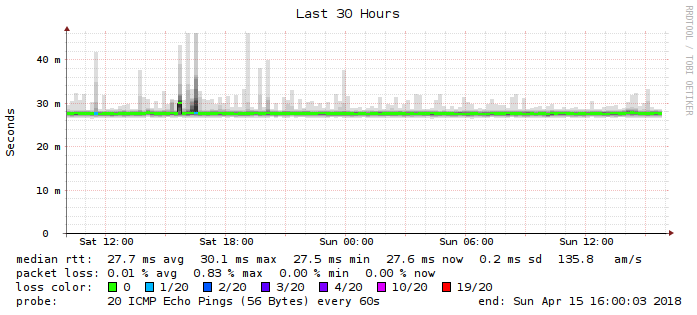 Last 30 Hours
RRDTOOL / TOBI OETIKER
Seconds
40 m
30 m
20 m
10 m
0
Sat 12:00 Sat 18:00 Sun 00:00 Sun 06:00 Sun 12:00
median rtt: 27.7 ms avg 30.1 ms max 27.5 ms min 27.6 ms now 0.2 ms sd 135.8 am/s
packet loss: 0.01 % avg 0.83 % max 0.00 % min 0.00 % now
loss color: 0 1/20 2/20 3/20 4/20 10/20 19/20
probe: 20 ICMP Echo Pings (56 Bytes) every 60s end: Sun Apr 15 16:00:03 2018